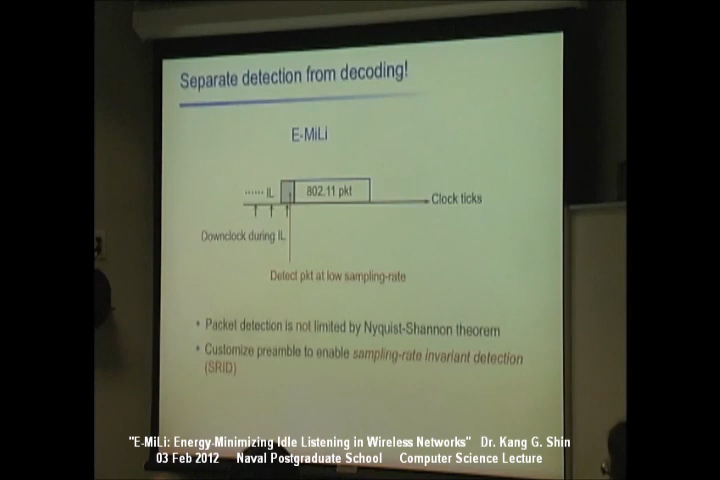 Separate detection from decoding!
E-MiLi
...... IL
802.11 pkt
Clock ticks
Downclock during IL
Detect pkt at low sampling-rate
• Packet detection is not limited by Nyquist-Shannon theorem
• Customize preamble to enable sampling-rate invariant detection
(SRID)
"E-MiLi: Energy-Minimizing Idle Listening in Wireless Networks" Dr. Kang G. Shin
03 Feb 2012 Naval Postgraduate School Computer Science Lecture